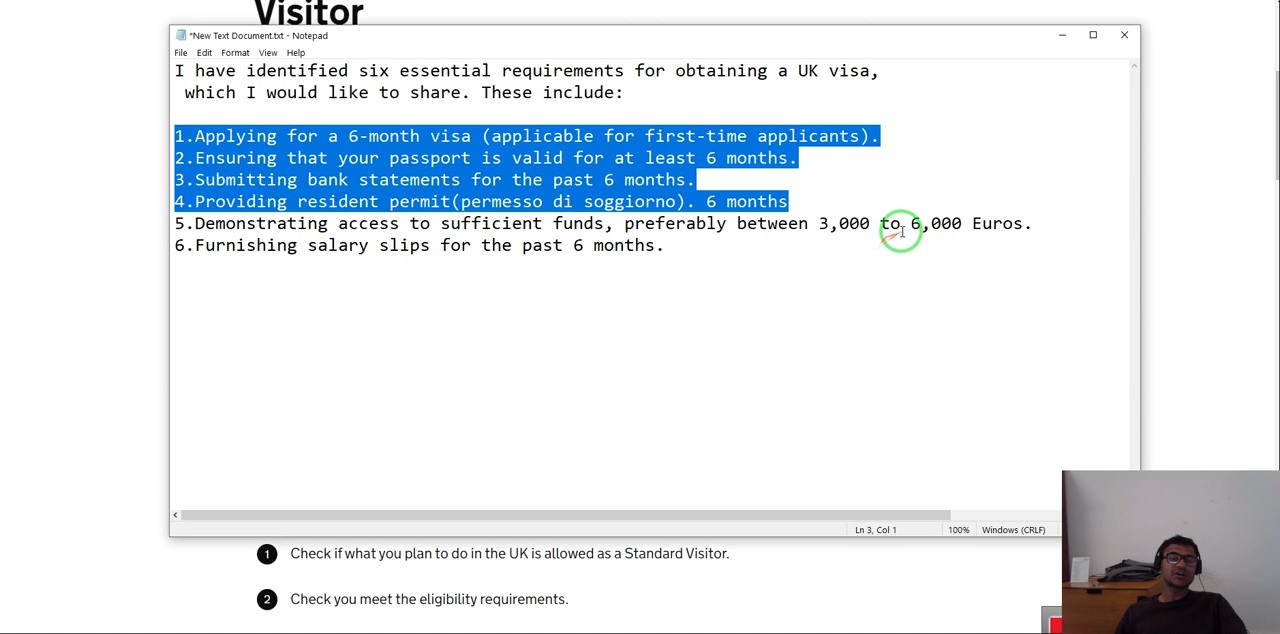 Visitor
*New Text Document.txt - Notepad
File Edit Format View Help
I have identified six essential requirements for obtaining a UK visa,
which I would like to share. These include:
1.Applying for a 6-month visa (applicable for first-time applicants).
2.Ensuring that your passport is valid for at least 6 months.
3.Submitting bank statements for the past 6 months.
4.Providing resident permit(permesso di soggiorno). 6 months
5.Demonstrating access to sufficient funds, preferably between 3,000 to 6,000 Euros.
6.Furnishing salary slips for the past 6 months.
Ln 3, Col 1 100% Windows (CRLF)
1 Check if what you plan to do in the UK is allowed as a Standard Visitor.
2 Check you meet the eligibility requirements.